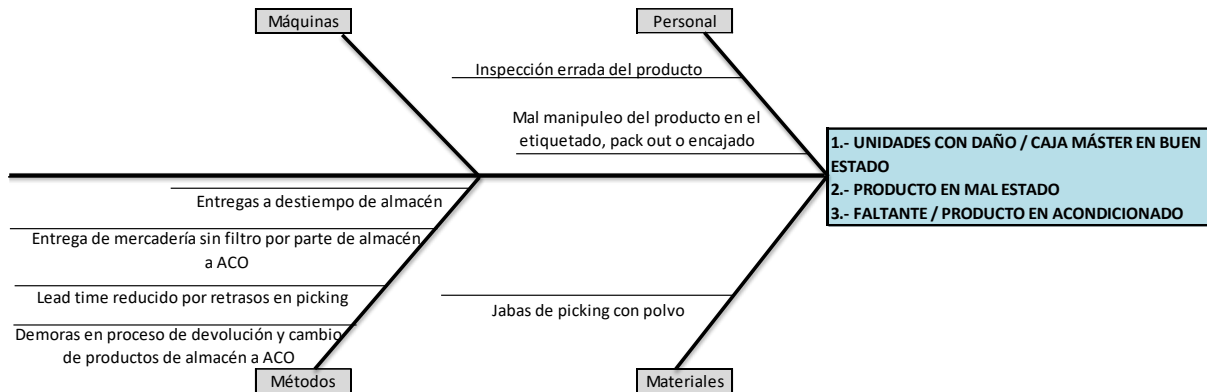 Máquinas
Personal
Inspección errada del producto
Mal manipuleo del producto en el
etiquetado, pack out o encajado
1.- UNIDADES CON DAÑO / CAJA MÁSTER EN BUEN
ESTADO
2.- PRODUCTO EN MAL ESTADO
3.- FALTANTE / PRODUCTO EN ACONDICIONADO
Entregas a destiempo de almacén
Entrega de mercadería sin filtro por parte de almacén
a ACO
Lead time reducido por retrasos en picking
Demoras en proceso de devolución y cambio
de productos de almacén a ACO
Jabas de picking con polvo
Métodos
Materiales